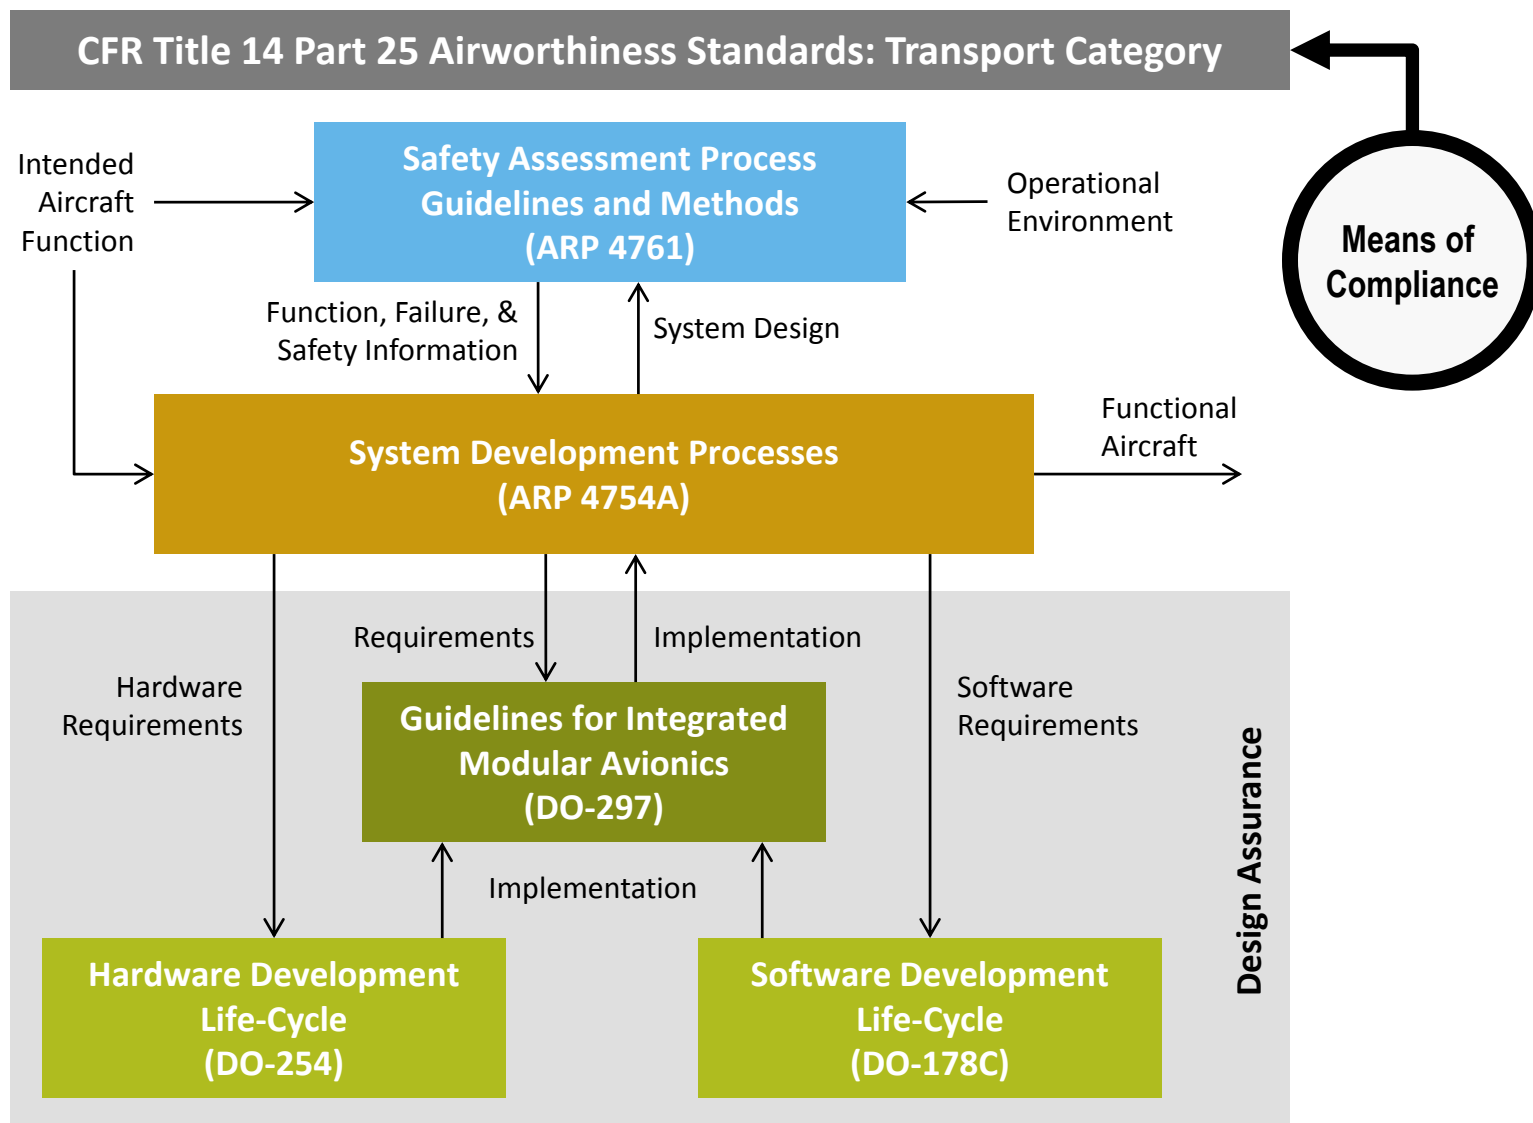 CFR Title 14 Part 25 Airworthiness Standards: Transport Category
Intended
Aircraft
Function
Safety Assessment Process
Guidelines and Methods
(ARP 4761)
Operational
Environment
Means of
Compliance
Function, Failure, &
Safety Information
System Design
System Development Processes
(ARP 4754A)
Functional
Aircraft
Requirements
Implementation
Hardware
Requirements
Guidelines for Integrated
Modular Avionics
(DO-297)
Software
Requirements
Implementation
Design Assurance
Hardware Development
Life-Cycle
(DO-254)
Software Development
Life-Cycle
(DO-178C)